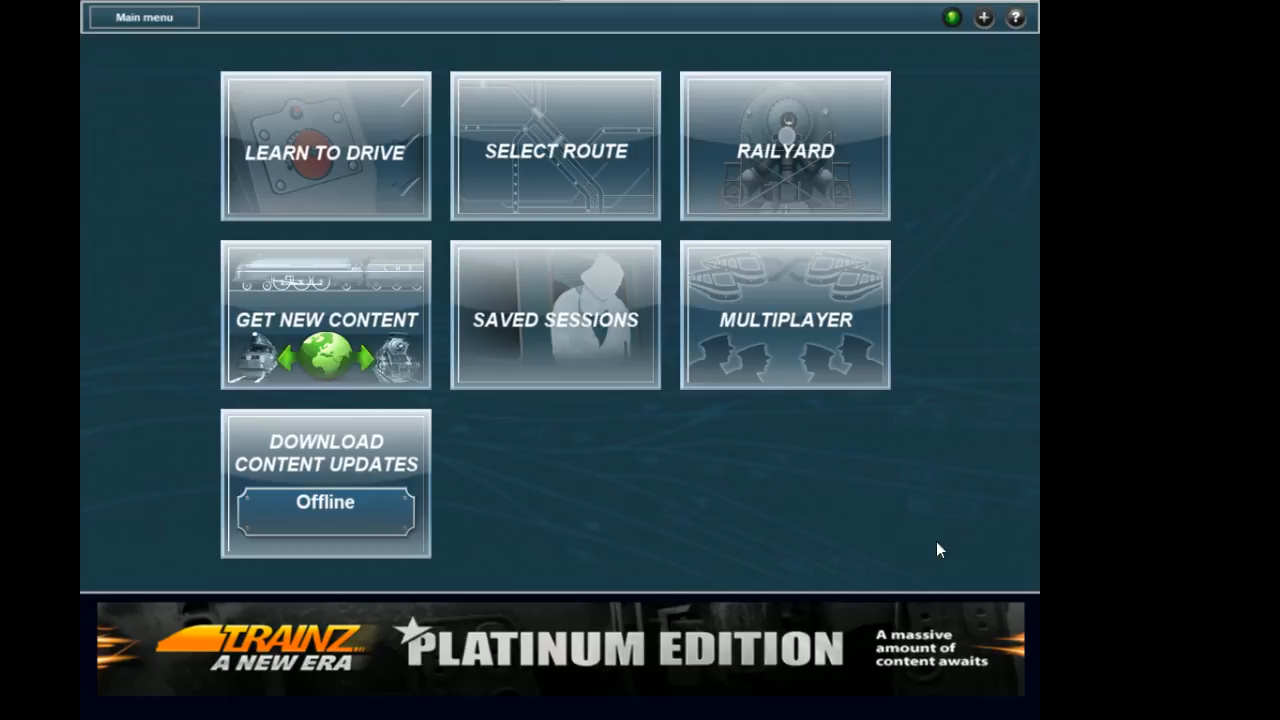 Main menu
?
LEARN TO DRIVE
SELECT ROUTE
RAILYARD
GET NEW CONTENT
SAVED SESSIONS
MULTIPLAYER
DOWNLOAD
CONTENT UPDATES
Offline
TRAINZ
A NEW ERA
PLATINUM EDITION
A massive
amount of
content awaits